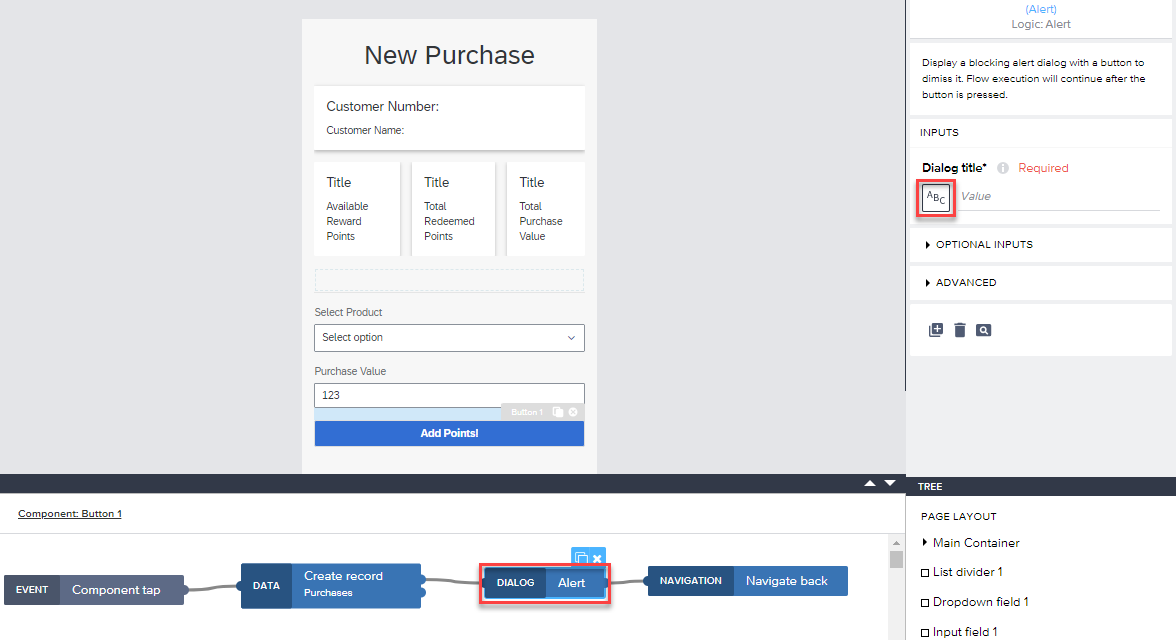 New Purchase
Customer Number:
Customer Name:
Title
Available
Reward
Points
Title
Total
Redeemed
Points
Title
Total
Purchase
Value
Select Product
Select option
Purchase Value
123
Button 1
Add Points!
(Alert)
Logic: Alert
Display a blocking alert dialog with a button to
dimiss it. Flow execution will continue after the
button is pressed.
INPUTS
Dialog title* i Required
ABC Value
OPTIONAL INPUTS
ADVANCED
Component: Button 1
EVENT Component tap
DATA Create record
Purchases
DIALOG Alert
NAVIGATION Navigate back
TREE
PAGE LAYOUT
Main Container
List divider 1
Dropdown field 1
Input field 1